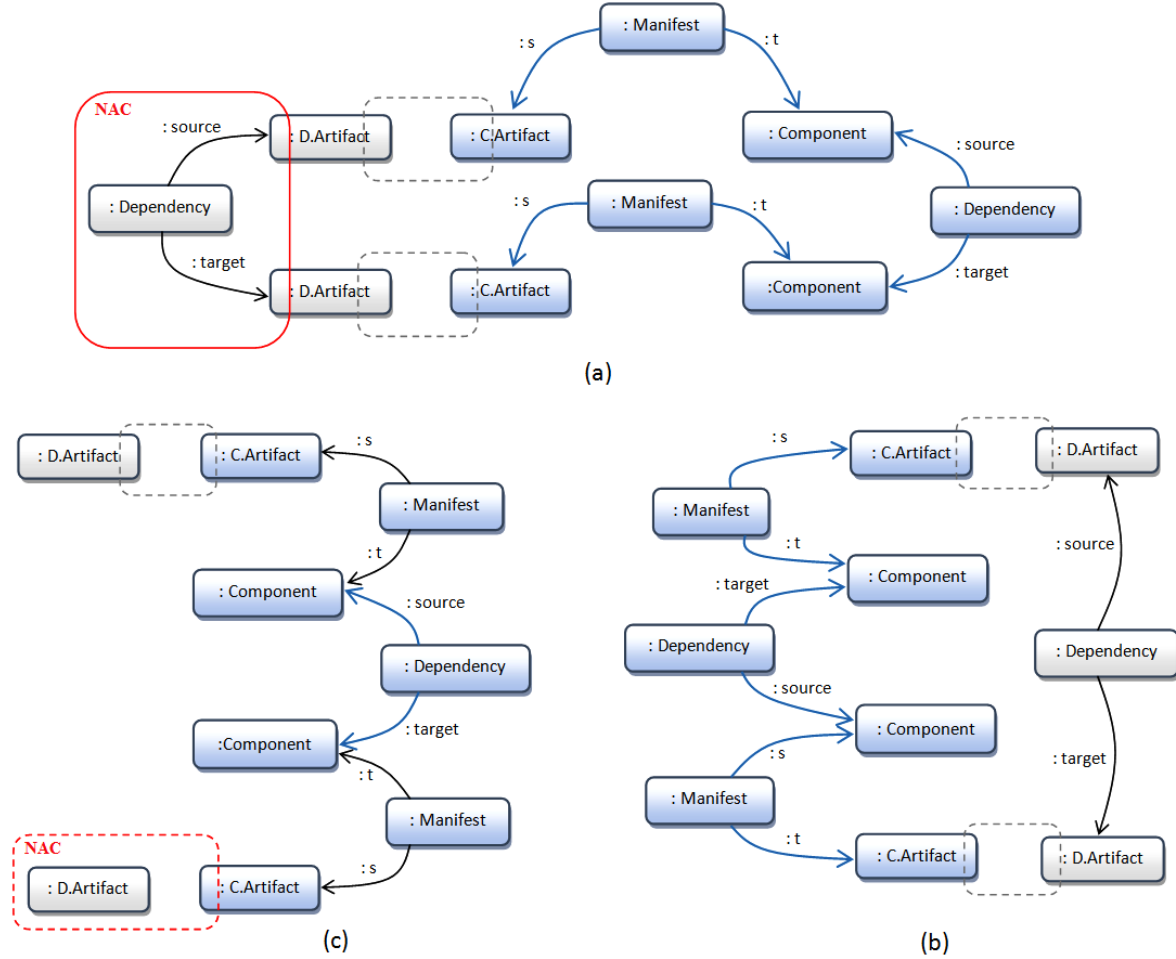 : Manifest
: s
: t
NAC
: source
: D.Artifact
: C.Artifact
: Component
: source
: Dependency
: s
: Manifest
: t
: Dependency
: target
: target
: D.Artifact
: C.Artifact
:Component
(a)
: D.Artifact
: C.Artifact
: s
: Manifest
: t
: Component
: source
: Dependency
: target
:Component
: t
: Manifest
NAC
: s
: D.Artifact
: C.Artifact
(c)
: s
: C.Artifact
: D.Artifact
: Manifest
: t
: source
: target
: Component
: Dependency
: Dependency
: source
: Component
: s
: target
: Manifest
: t
: C.Artifact
: D.Artifact
(b)